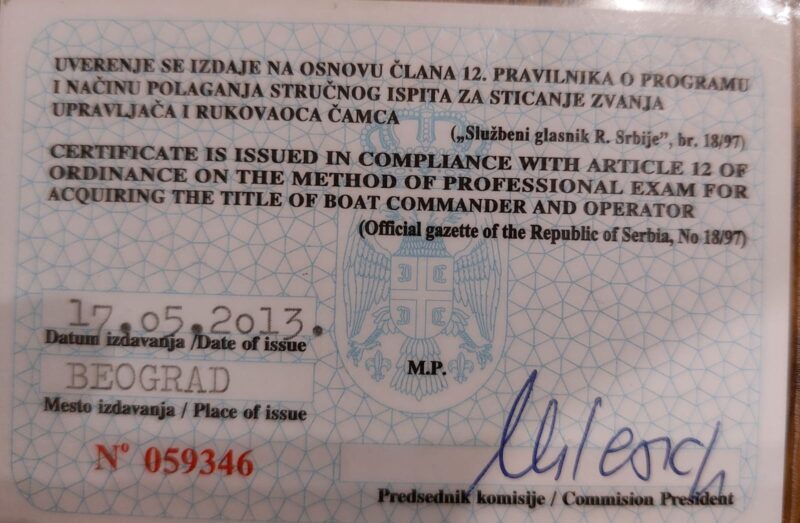 UVERENJE SE IZDAJE NA OSNOVU ČLANA 12. PRAVILNIKA O PROGRAMU
I NAČINU POLAGANJA STRUČNOG ISPITA ZA STICANJE ZVANJA
UPRAVLJAČA I RUKOVAOCA ČAMCA
(„Službeni glasnik R. Srbije”, br. 18/97)
CERTIFICATE IS ISSUED IN COMPLIANCE WITH ARTICLE 12 OF
ORDINANCE ON THE METHOD OF PROFESSIONAL EXAM FOR
ACQUIRING THE TITLE OF BOAT COMMANDER AND OPERATOR
(Official gazette of the Republic of Serbia, No 18/97)
17.05.2013.
Datum izdavanja /Date of issue
BEOGRAD
M.P.
Mesto izdavanja / Place of issue
Nº 059346
Predsednik komisije / Commision President